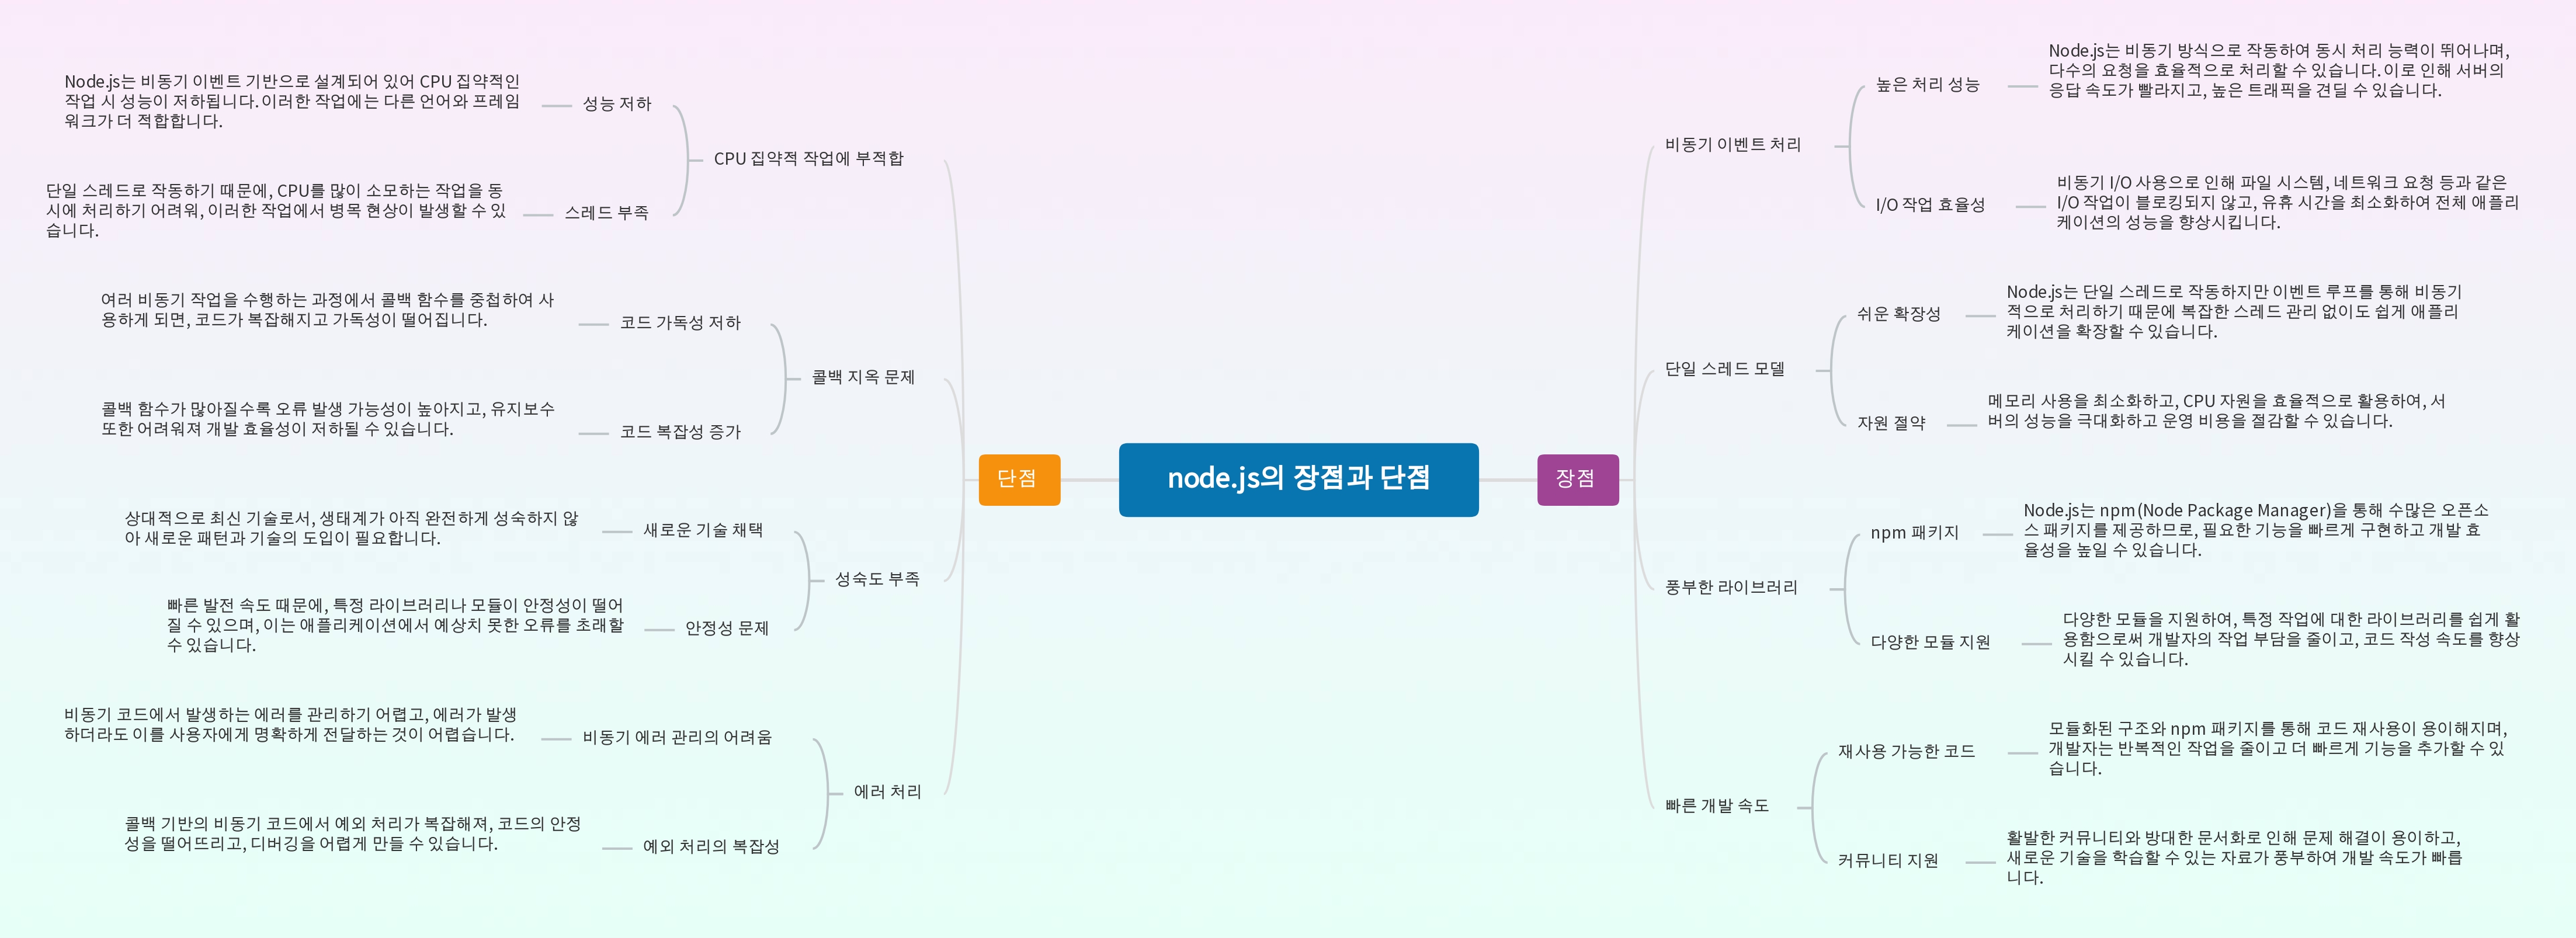 node.js의 장점과 단점
단점
CPU 집약적 작업에 부적합
성능 저하
Node.js는 비동기 이벤트 기반으로 설계되어 있어 CPU 집약적인
작업 시 성능이 저하됩니다. 이러한 작업에는 다른 언어와 프레임
워크가 더 적합합니다.
스레드 부족
단일 스레드로 작동하기 때문에, CPU를 많이 소모하는 작업을 동
시에 처리하기 어려워, 이러한 작업에서 병목 현상이 발생할 수 있
습니다.
콜백 지옥 문제
코드 가독성 저하
여러 비동기 작업을 수행하는 과정에서 콜백 함수를 중첩하여 사
용하게 되면, 코드가 복잡해지고 가독성이 떨어집니다.
코드 복잡성 증가
콜백 함수가 많아질수록 오류 발생 가능성이 높아지고, 유지보수
또한 어려워져 개발 효율성이 저하될 수 있습니다.
성숙도 부족
새로운 기술 채택
상대적으로 최신 기술로서, 생태계가 아직 완전하게 성숙하지 않
아 새로운 패턴과 기술의 도입이 필요합니다.
안정성 문제
빠른 발전 속도 때문에, 특정 라이브러리나 모듈이 안정성이 떨어
질 수 있으며, 이는 애플리케이션에서 예상치 못한 오류를 초래할
수 있습니다.
에러 처리
비동기 에러 관리의 어려움
비동기 코드에서 발생하는 에러를 관리하기 어렵고, 에러가 발생
하더라도 이를 사용자에게 명확하게 전달하는 것이 어렵습니다.
예외 처리의 복잡성
콜백 기반의 비동기 코드에서 예외 처리가 복잡해져, 코드의 안정
성을 떨어뜨리고, 디버깅을 어렵게 만들 수 있습니다.
장점
비동기 이벤트 처리
높은 처리 성능
Node.js는 비동기 방식으로 작동하여 동시 처리 능력이 뛰어나며,
다수의 요청을 효율적으로 처리할 수 있습니다. 이로 인해 서버의
응답 속도가 빨라지고, 높은 트래픽을 견딜 수 있습니다.
I/O 작업 효율성
비동기 I/O 사용으로 인해 파일 시스템, 네트워크 요청 등과 같은
I/O 작업이 블로킹되지 않고, 유휴 시간을 최소화하여 전체 애플리
케이션의 성능을 향상시킵니다.
단일 스레드 모델
쉬운 확장성
Node.js는 단일 스레드로 작동하지만 이벤트 루프를 통해 비동기
적으로 처리하기 때문에 복잡한 스레드 관리 없이도 쉽게 애플리
케이션을 확장할 수 있습니다.
자원 절약
메모리 사용을 최소화하고, CPU 자원을 효율적으로 활용하여, 서
버의 성능을 극대화하고 운영 비용을 절감할 수 있습니다.
풍부한 라이브러리
npm 패키지
Node.js는 npm(Node Package Manager)을 통해 수많은 오픈소
스 패키지를 제공하므로, 필요한 기능을 빠르게 구현하고 개발 효
율성을 높일 수 있습니다.
다양한 모듈 지원
다양한 모듈을 지원하여, 특정 작업에 대한 라이브러리를 쉽게 활
용함으로써 개발자의 작업 부담을 줄이고, 코드 작성 속도를 향상
시킬 수 있습니다.
빠른 개발 속도
재사용 가능한 코드
모듈화된 구조와 npm 패키지를 통해 코드 재사용이 용이해지며,
개발자는 반복적인 작업을 줄이고 더 빠르게 기능을 추가할 수 있
습니다.
커뮤니티 지원
활발한 커뮤니티와 방대한 문서화로 인해 문제 해결이 용이하고,
새로운 기술을 학습할 수 있는 자료가 풍부하여 개발 속도가 빠릅
니다.